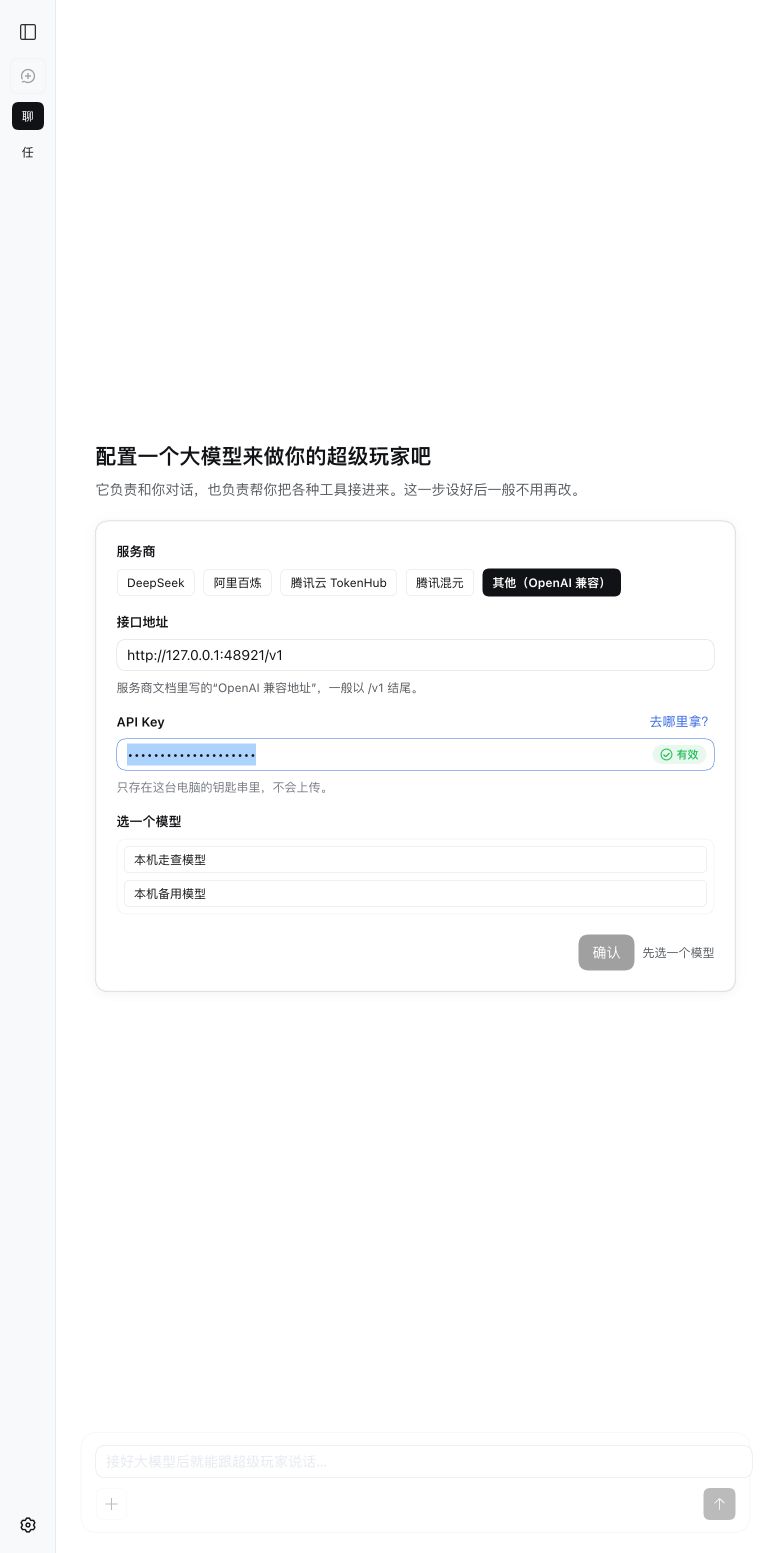 聊
任
配置一个大模型来做你的超级玩家吧
它负责和你对话，也负责帮你把各种工具接进来。这一步设好后一般不用再改。
服务商
DeepSeek 阿里百炼 腾讯云 TokenHub 腾讯混元 其他（OpenAI 兼容）
接口地址
http://127.0.0.1:48921/v1
服务商文档里写的“OpenAI 兼容地址”，一般以 /v1 结尾。
API Key 去哪里拿?
•••••••••••••••••••• 有效
只存在这台电脑的钥匙串里，不会上传。
选一个模型
本机走查模型
本机备用模型
确认 先选一个模型
接好大模型后就能跟超级玩家说话...